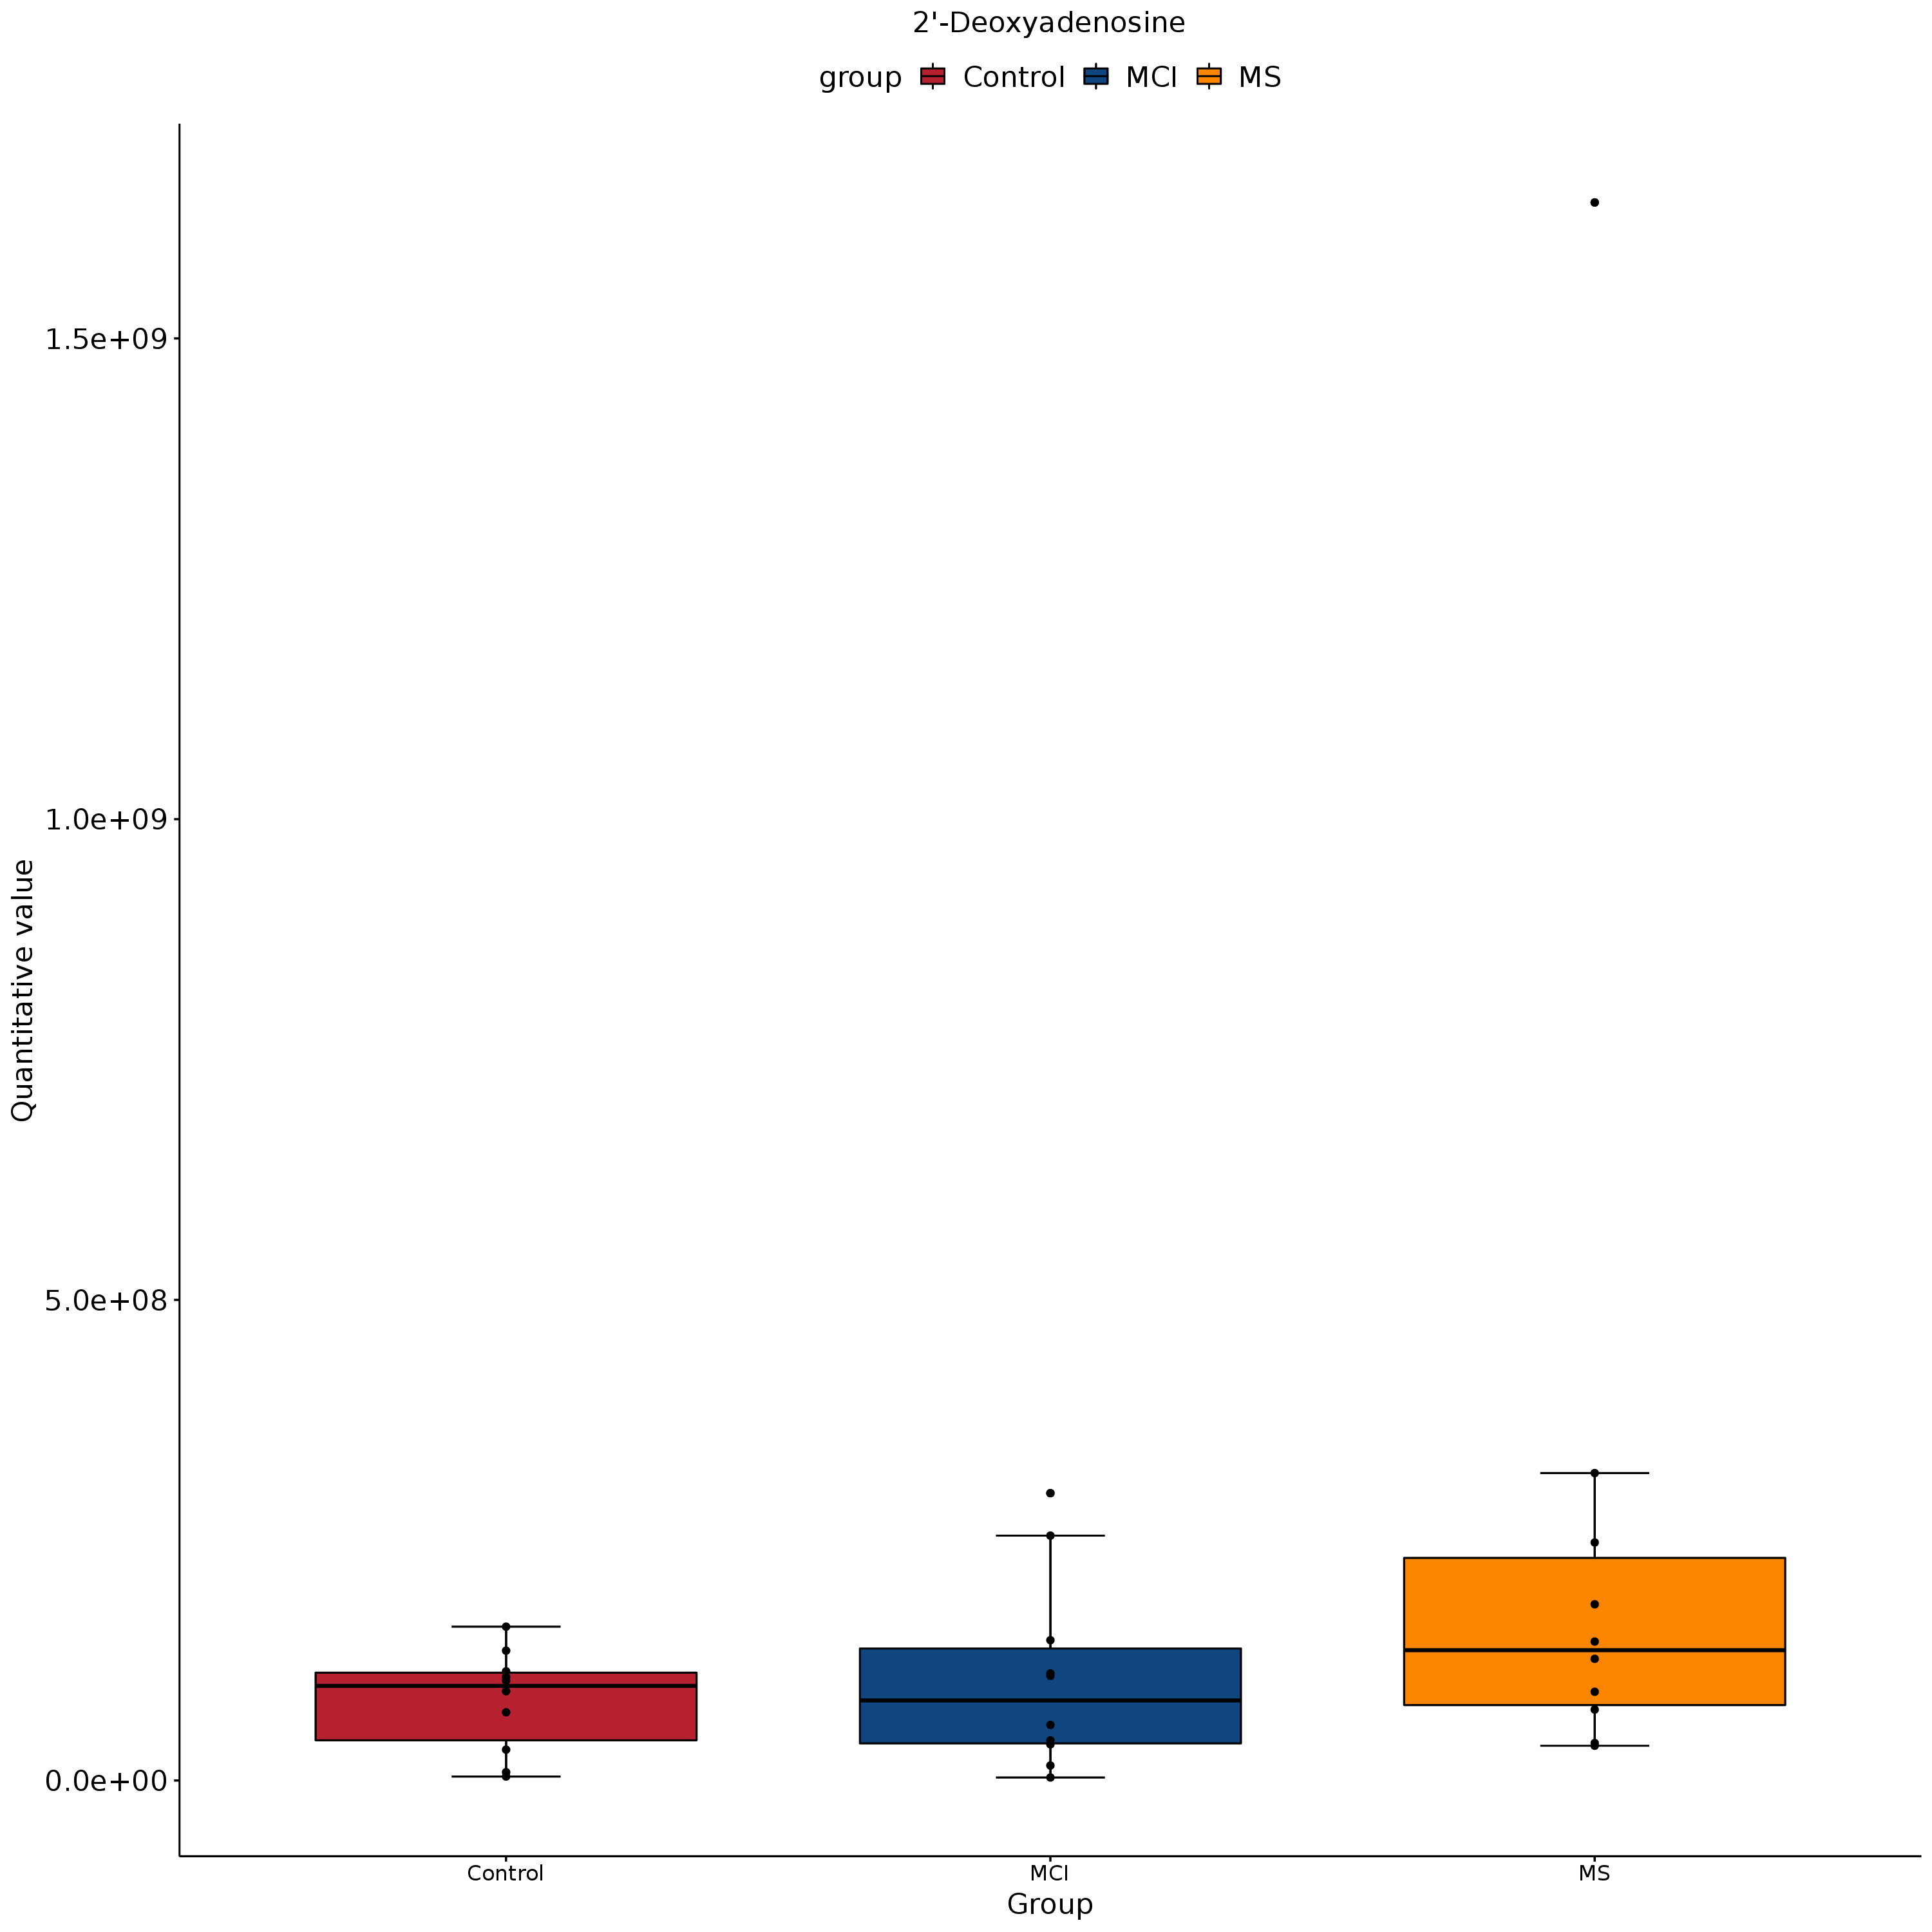 2'-Deoxyadenosine
group Control MCI MS
Quantitative value
1.5e+09
1.0e+09
5.0e+08
0.0e+00
Control MCI MS
Group